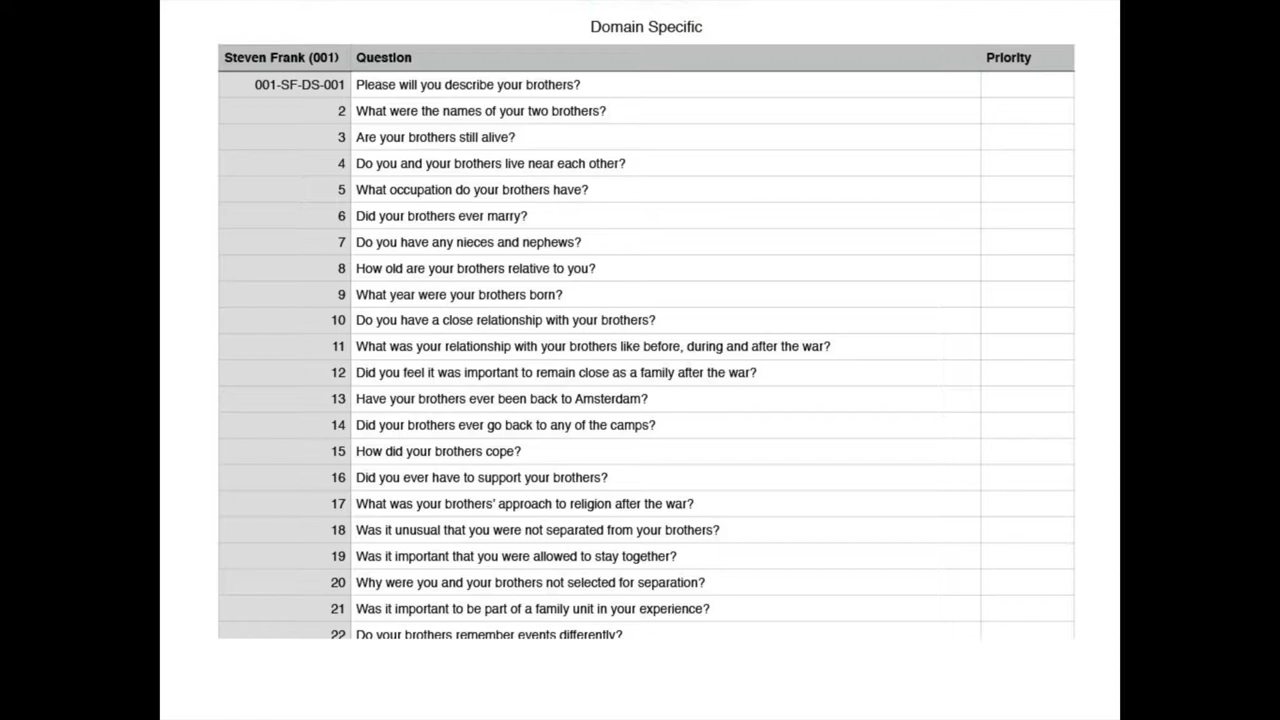 Domain Specific
Steven Frank (001) Question Priority
001-SF-DS-001 Please will you describe your brothers?
2 What were the names of your two brothers?
3 Are your brothers still alive?
4 Do you and your brothers live near each other?
5 What occupation do your brothers have?
6 Did your brothers ever marry?
7 Do you have any nieces and nephews?
8 How old are your brothers relative to you?
9 What year were your brothers born?
10 Do you have a close relationship with your brothers?
11 What was your relationship with your brothers like before, during and after the war?
12 Did you feel it was important to remain close as a family after the war?
13 Have your brothers ever been back to Amsterdam?
14 Did your brothers ever go back to any of the camps?
15 How did your brothers cope?
16 Did you ever have to support your brothers?
17 What was your brothers' approach to religion after the war?
18 Was it unusual that you were not separated from your brothers?
19 Was it important that you were allowed to stay together?
20 Why were you and your brothers not selected for separation?
21 Was it important to be part of a family unit in your experience?
22 Do your brothers remember events differently?